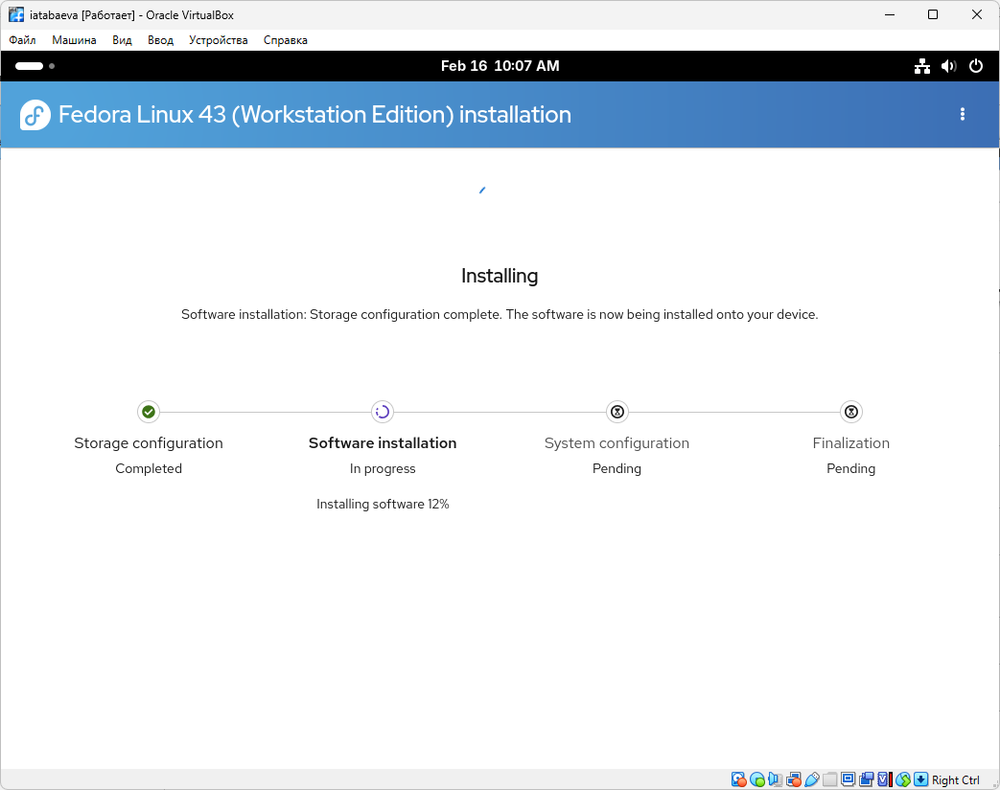 iatabaeva [Работает] - Oracle VirtualBox
Файл Машина Вид Ввод Устройства Справка
Feb 16 10:07 AM
Fedora Linux 43 (Workstation Edition) installation
Installing
Software installation: Storage configuration complete. The software is now being installed onto your device.
Storage configuration Software installation System configuration Finalization
Completed In progress Pending Pending
Installing software 12%
Right Ctrl